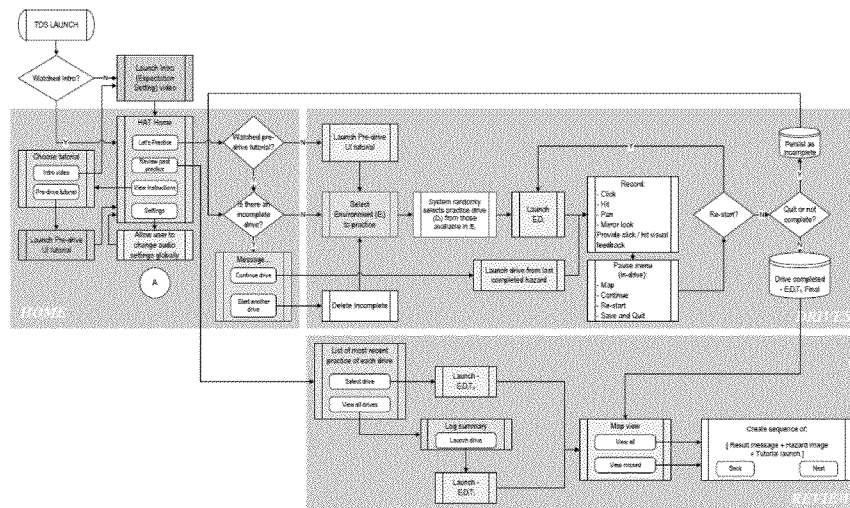 TDS LAUNCH
Watched Intro?
N
Y
Launch Intro
(Expectation
Setting) video
HAT Home
Let's Practice
Review past
practice
View Instructions
Settings
Choose tutorial
Intro video
Pre-drive tutorial
Launch Pre-drive
UI tutorial
Allow user to
change audio
settings globally
A
HOME
Watched pre-
drive tutorial?
N
Y
Is there an
incomplete
drive?
N
Y
Message...
Continue drive
Start another
drive
Launch Pre-drive
UI tutorial
Select
Environment (Eᵢ)
to practice
Delete Incomplete
System randomly
selects practice drive
(Dᵢ) from those
available in Eᵢ
Launch
Launch drive from last
completed hazard
Record:
- Click
- Hit
- Pan
- Mirror look
Provide click / hit visual
feedback
Pause menu
(in-drive):
- Map
- Continue
- Re-start
- Save and Quit
Y
Re-start?
N
Persist as
Incomplete
Y
Quit or not
complete?
N
Drive completed
Final
DRIVES
List of most recent
practice of each drive
Select drive
View all drives
Launch -
Log summary
Launch drive
Launch -
Map view
View all
View missed
Create sequence of:
[ Result message + Hazard image
+ Tutorial launch ]
Back
Next
REVIEW